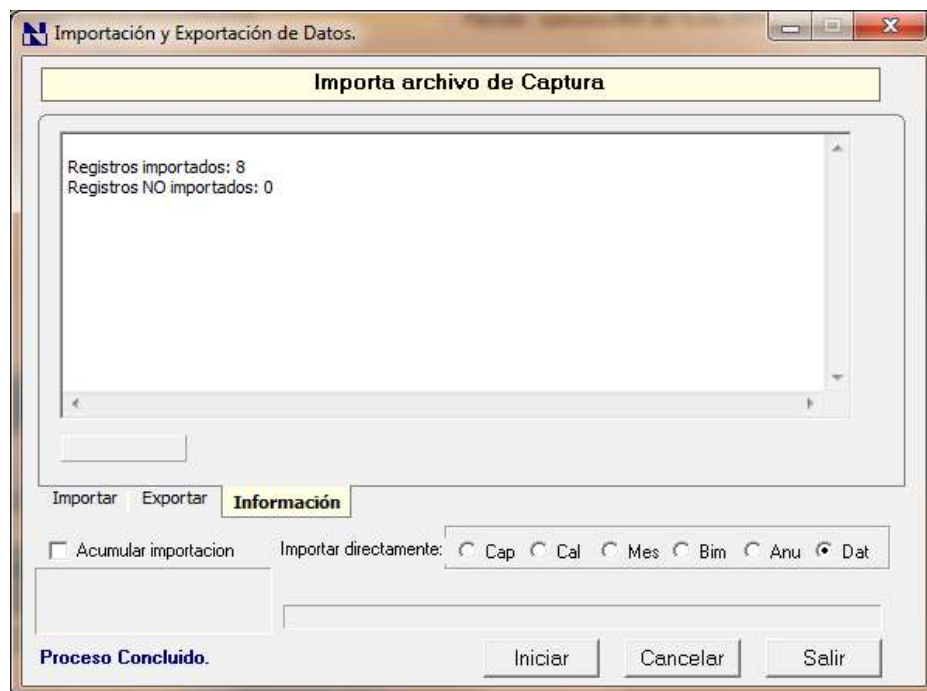 Importación y Exportación de Datos.
Importa archivo de Captura
Registros importados: 8
Registros NO importados: 0
Importar Exportar Información
Acumular importacion Importar directamente: Cap Cal Mes Bim Anu Dat
Proceso Concluido. Iniciar Cancelar Salir